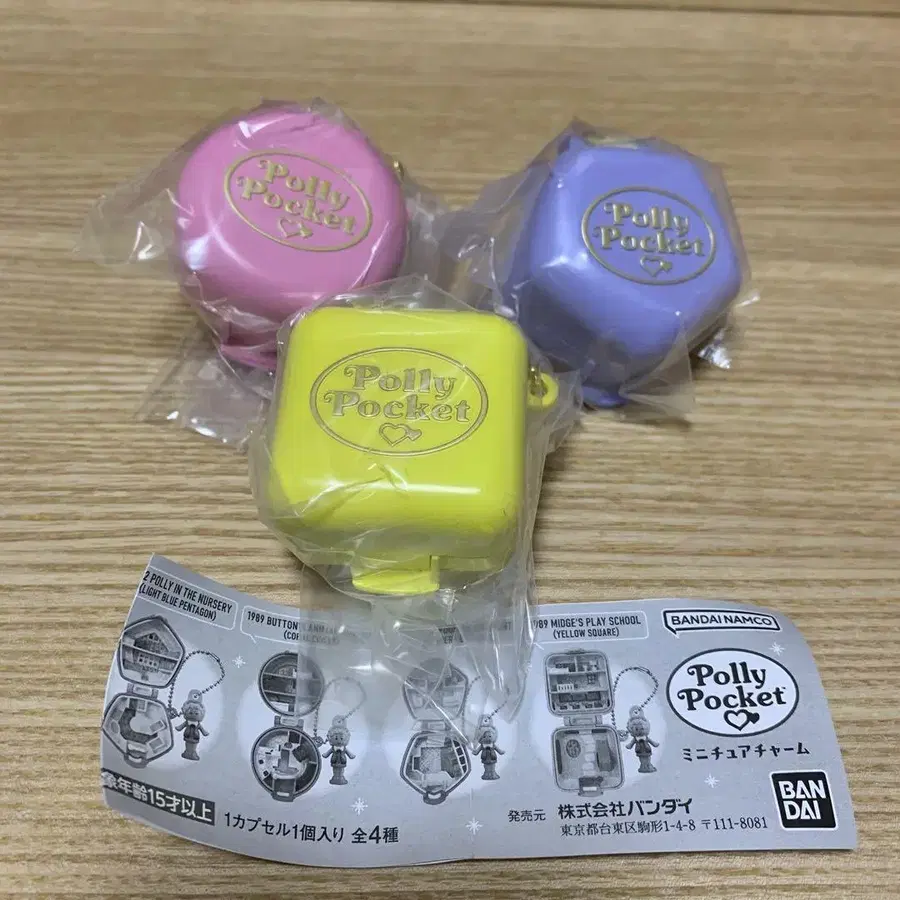 Polly
Pocket
Polly
Pocket
Polly
Pocket
2 POLLY IN THE NURSERY
(LIGHT BLUE PENTAGON)
1989 BUTTON'S ANIMAL
1989 MIDGE'S PLAY SCHOOL
(YELLOW SQUARE)
BANDAI NAMCO
Polly
Pocket
ミニチュアチャーム
象年齢15才以上
1カプセル1個入り 全4種
発売元 株式会社バンダイ
東京都台東区駒形1-4-8 〒111-8081
BAN
DAI